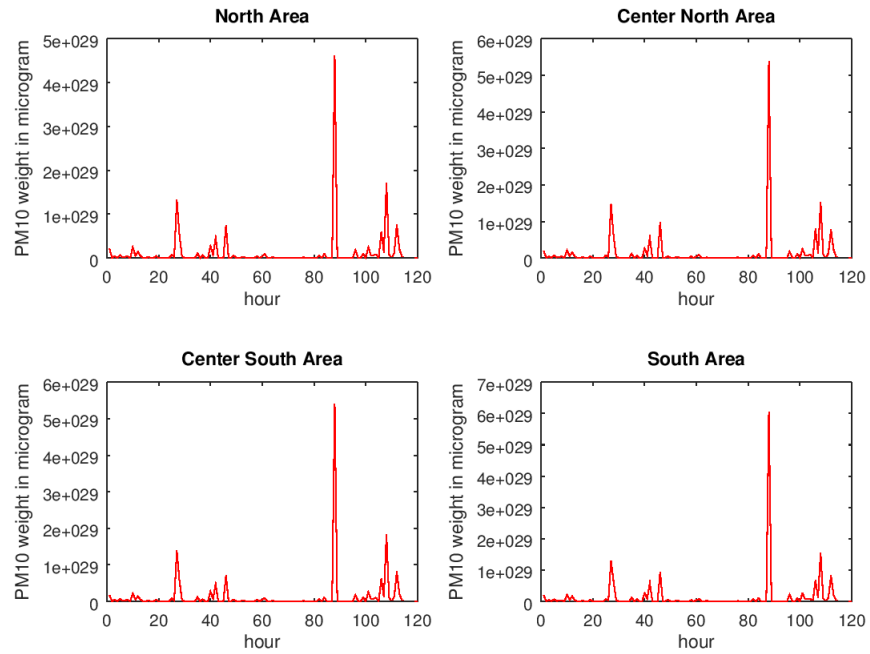 North Area
PM10 weight in microgram
5e+029
4e+029
3e+029
2e+029
1e+029
0
0 20 40 60 80 100 120
hour
Center North Area
PM10 weight in microgram
6e+029
5e+029
4e+029
3e+029
2e+029
1e+029
0
0 20 40 60 80 100 120
hour
Center South Area
PM10 weight in microgram
6e+029
5e+029
4e+029
3e+029
2e+029
1e+029
0
0 20 40 60 80 100 120
hour
South Area
PM10 weight in microgram
7e+029
6e+029
5e+029
4e+029
3e+029
2e+029
1e+029
0
0 20 40 60 80 100 120
hour